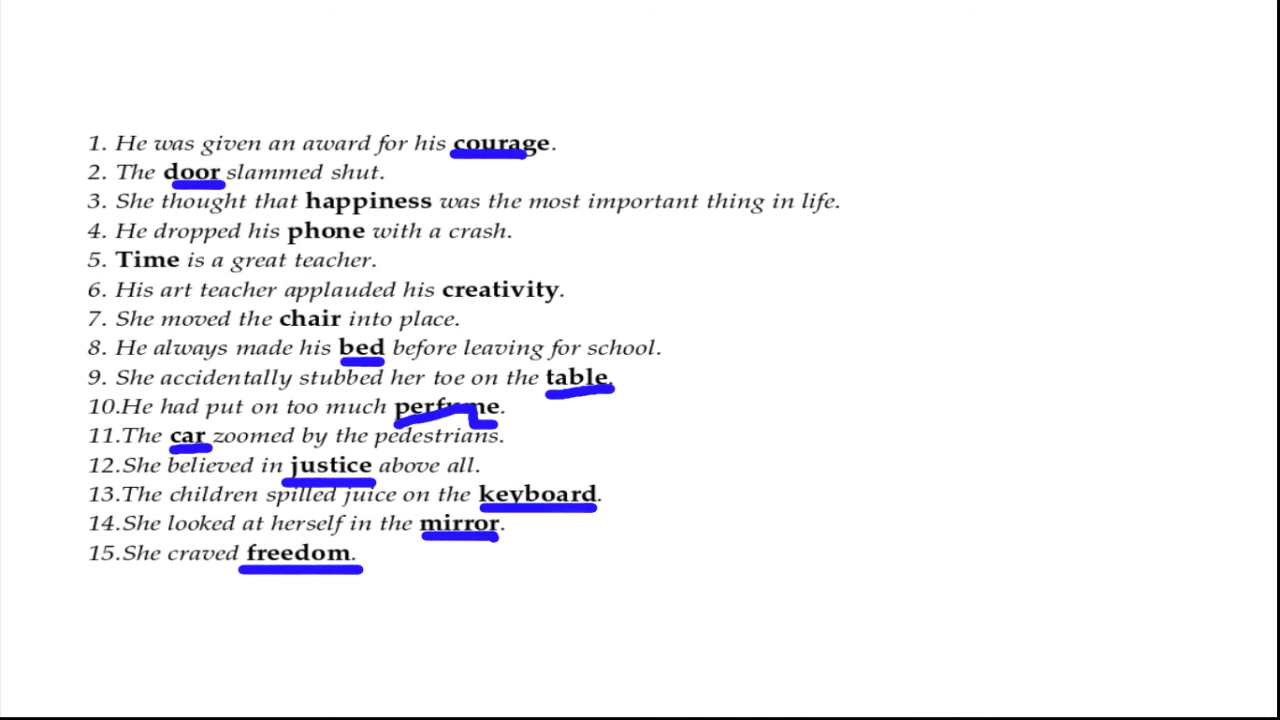 1. He was given an award for his courage.
2. The door slammed shut.
3. She thought that happiness was the most important thing in life.
4. He dropped his phone with a crash.
5. Time is a great teacher.
6. His art teacher applauded his creativity.
7. She moved the chair into place.
8. He always made his bed before leaving for school.
9. She accidentally stubbed her toe on the table.
10.He had put on too much perfume.
11.The car zoomed by the pedestrians.
12.She believed in justice above all.
13.The children spilled juice on the keyboard.
14.She looked at herself in the mirror.
15.She craved freedom.